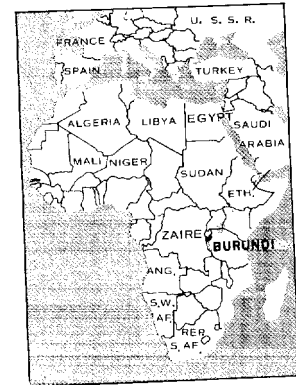 U. S. S. R.
FRANCE
SPAIN
TURKEY
ALGERIA
LIBYA
EGYPT
SAUDI
ARABIA
MALI
NIGER
SUDAN
ETH.
ZAIRE
BURUNDI
ANG.
S.W.
AF.
REP.
S. AF.